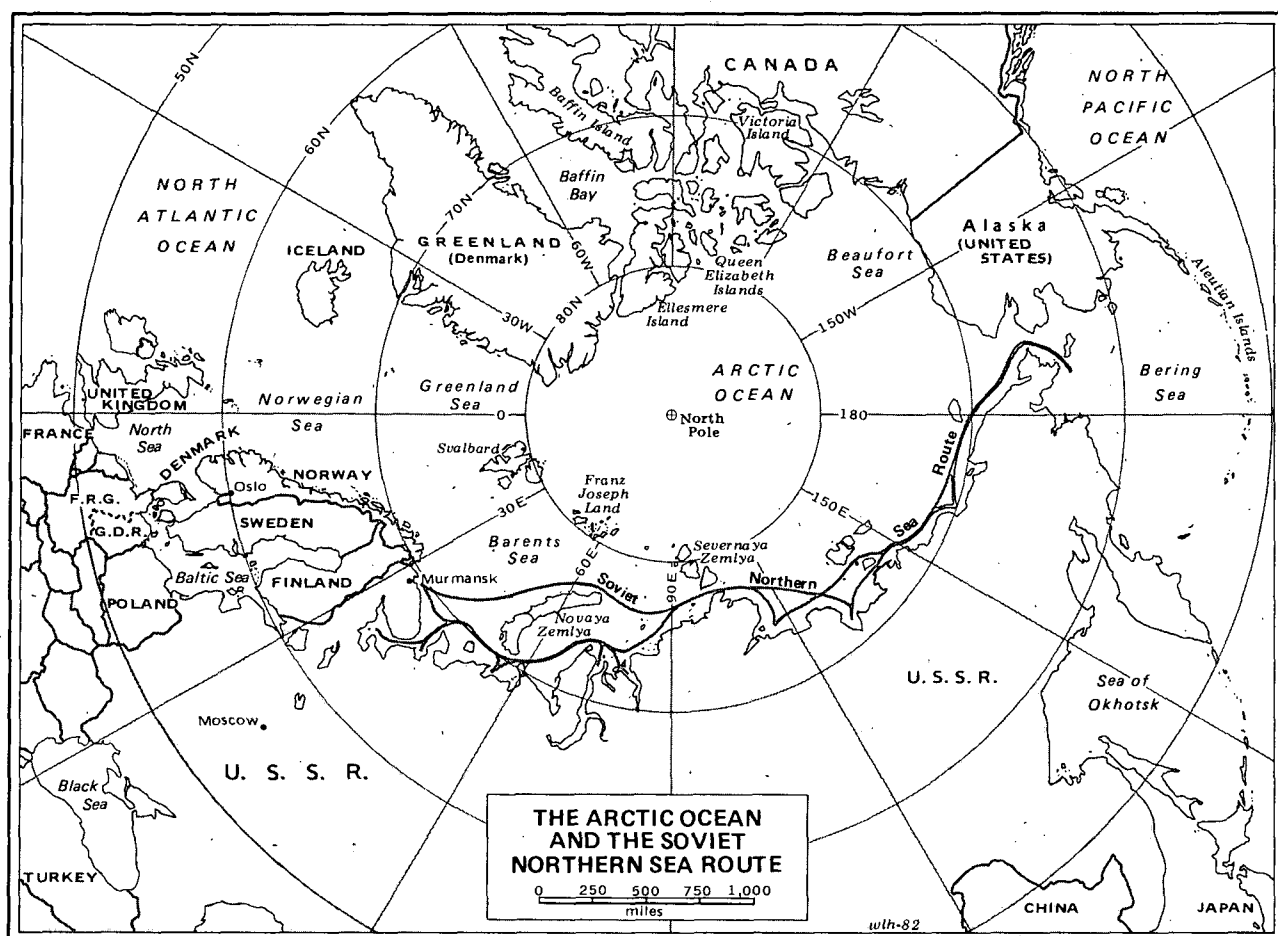 50N
CANADA
NORTH
PACIFIC
OCEAN
Baffin Island
Victoria
Island
60N
NORTH
ATLANTIC
OCEAN
Baffin
Bay
70N
ICELAND
GREENLAND
(Denmark)
60W
Queen
Elizabeth
Islands
Beaufort
Sea
Alaska
(UNITED
STATES)
Aleutian Islands
Ellesmere
Island
80N
30W
150W
ARCTIC
OCEAN
Bering
Sea
UNITED
KINGDOM
Norwegian
Sea
Greenland
Sea
0
North
Pole
180
FRANCE
North
Sea
DENMARK
NORWAY
Svalbard
Route
F.R.G.
Oslo
Franz
Joseph
Land
G.D.R.
SWEDEN
30E
150E
Sea
Barents
Sea
Severnaya
Zemlya
60E
90E
Baltic Sea
FINLAND
Murmansk
Soviet
Northern
POLAND
Novaya
Zemlya
U.S.S.R.
Sea of
Okhotsk
Moscow
U. S. S. R.
Black
Sea
THE ARCTIC OCEAN
AND THE SOVIET
NORTHERN SEA ROUTE
0 250 500 750 1,000
miles
TURKEY
CHINA
JAPAN
wlh-82